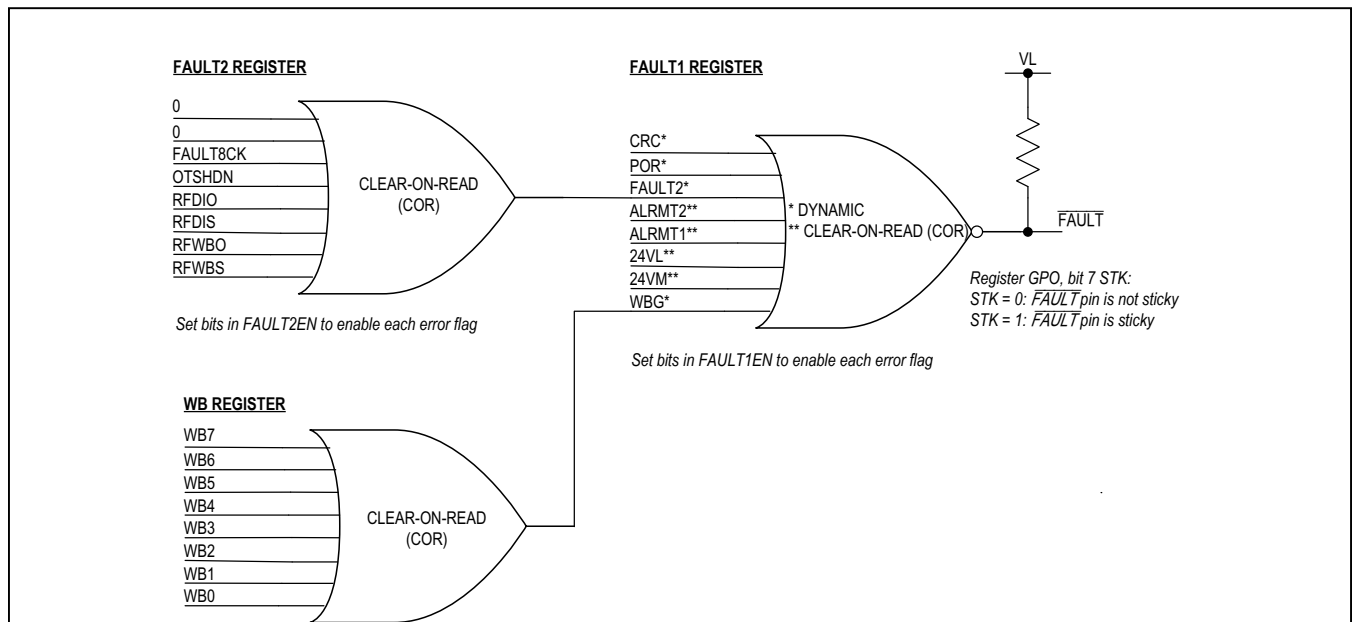 FAULT2 REGISTER
0
0
FAULT8CK
OTSHDN
RFDIO
RFDIS
RFWBO
RFWBS
CLEAR-ON-READ
(COR)
Set bits in FAULT2EN to enable each error flag
FAULT1 REGISTER
CRC*
POR*
FAULT2*
ALRMT2**
ALRMT1**
24VL**
24VM**
WBG*
* DYNAMIC
** CLEAR-ON-READ (COR)
Set bits in FAULT1EN to enable each error flag
VL
FAULT
Register GPO, bit 7 STK:
STK = 0: FAULT pin is not sticky
STK = 1: FAULT pin is sticky
WB REGISTER
WB7
WB6
WB5
WB4
WB3
WB2
WB1
WB0
CLEAR-ON-READ
(COR)